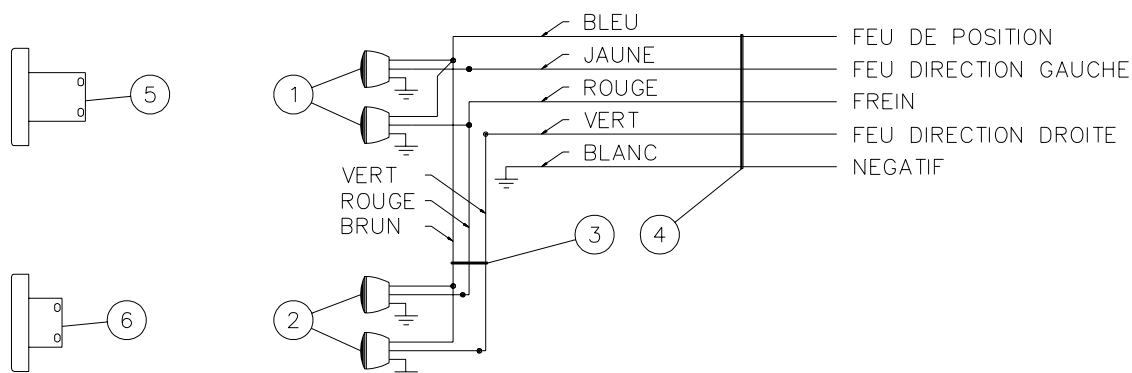 BLEU
FEU DE POSITION
JAUNE
FEU DIRECTION GAUCHE
ROUGE
FREIN
VERT
FEU DIRECTION DROITE
BLANC
NEGATIF
5
1
VERT
ROUGE
BRUN
3
4
6
2